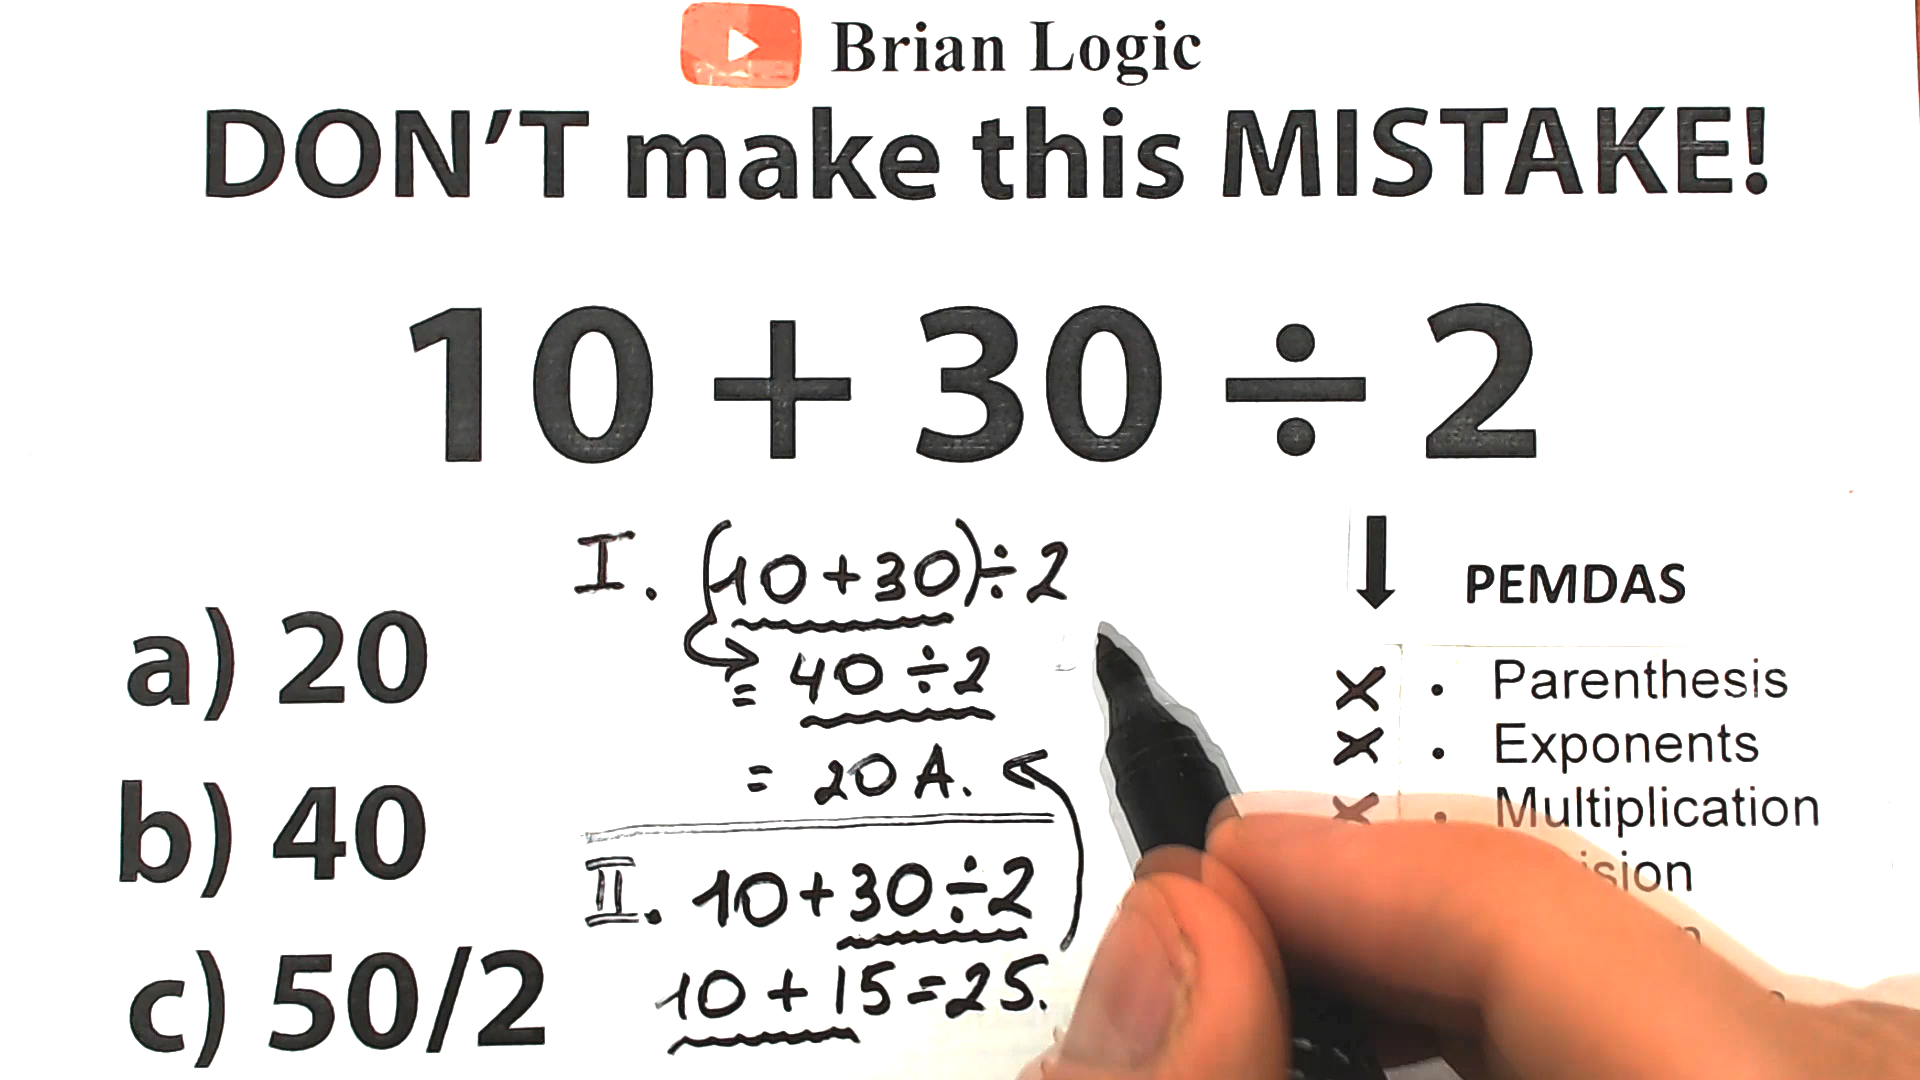 Brian Logic
DON'T make this MISTAKE!
10 + 30 ÷ 2
I. (10+30)÷2
= 40÷2
= 20 A.
II. 10+30÷2
10+15=25.
a) 20
b) 40
c) 50/2
PEMDAS
× • Parenthesis
× • Exponents
× • Multiplication